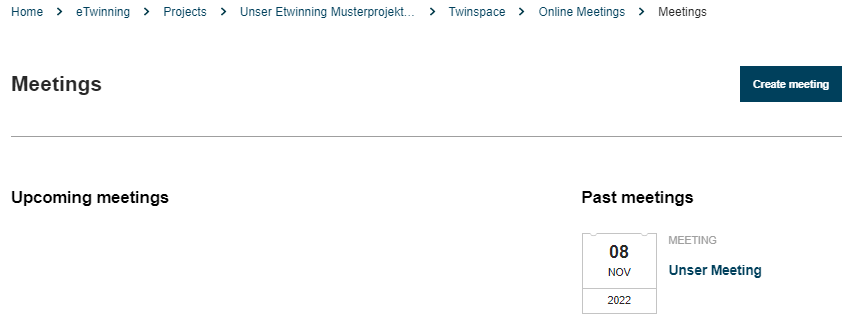 Home > eTwinning > Projects > Unser Etwinning Musterprojekt... > Twinspace > Online Meetings > Meetings
Meetings
Create meeting
Upcoming meetings
Past meetings
08
NOV
2022
MEETING
Unser Meeting